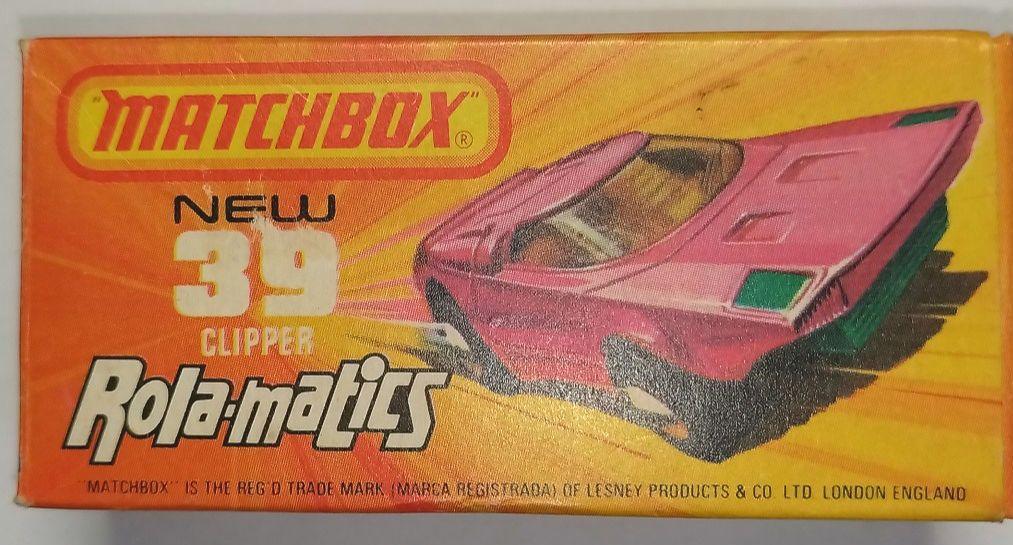 "MATCHBOX"®
NEW
39
CLIPPER
Rola-matics
"MATCHBOX" IS THE REG'D TRADE MARK (MARCA REGISTRADA) OF LESNEY PRODUCTS & CO. LTD. LONDON ENGLAND